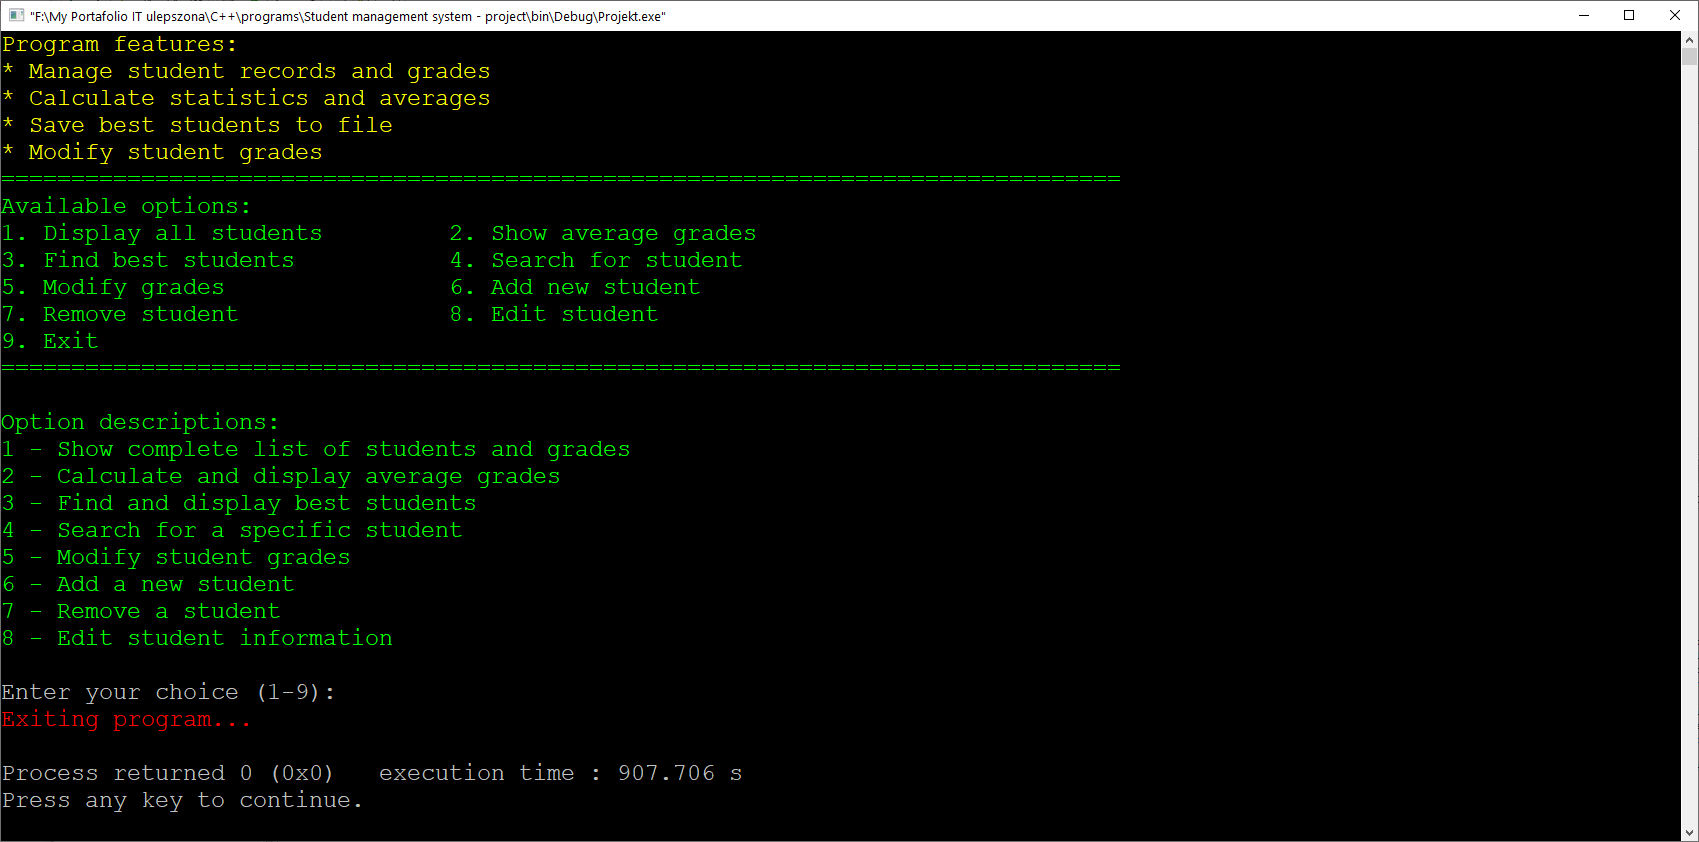 "F:\My Portafolio IT ulepszona\C++\programs\Student management system - project\bin\Debug\Projekt.exe"
Program features:
* Manage student records and grades
* Calculate statistics and averages
* Save best students to file
* Modify student grades
================================================================================
Available options:
1. Display all students         2. Show average grades
3. Find best students           4. Search for student
5. Modify grades                6. Add new student
7. Remove student               8. Edit student
9. Exit
================================================================================
Option descriptions:
1 - Show complete list of students and grades
2 - Calculate and display average grades
3 - Find and display best students
4 - Search for a specific student
5 - Modify student grades
6 - Add a new student
7 - Remove a student
8 - Edit student information
Enter your choice (1-9):
Exiting program...
Process returned 0 (0x0)   execution time : 907.706 s
Press any key to continue.